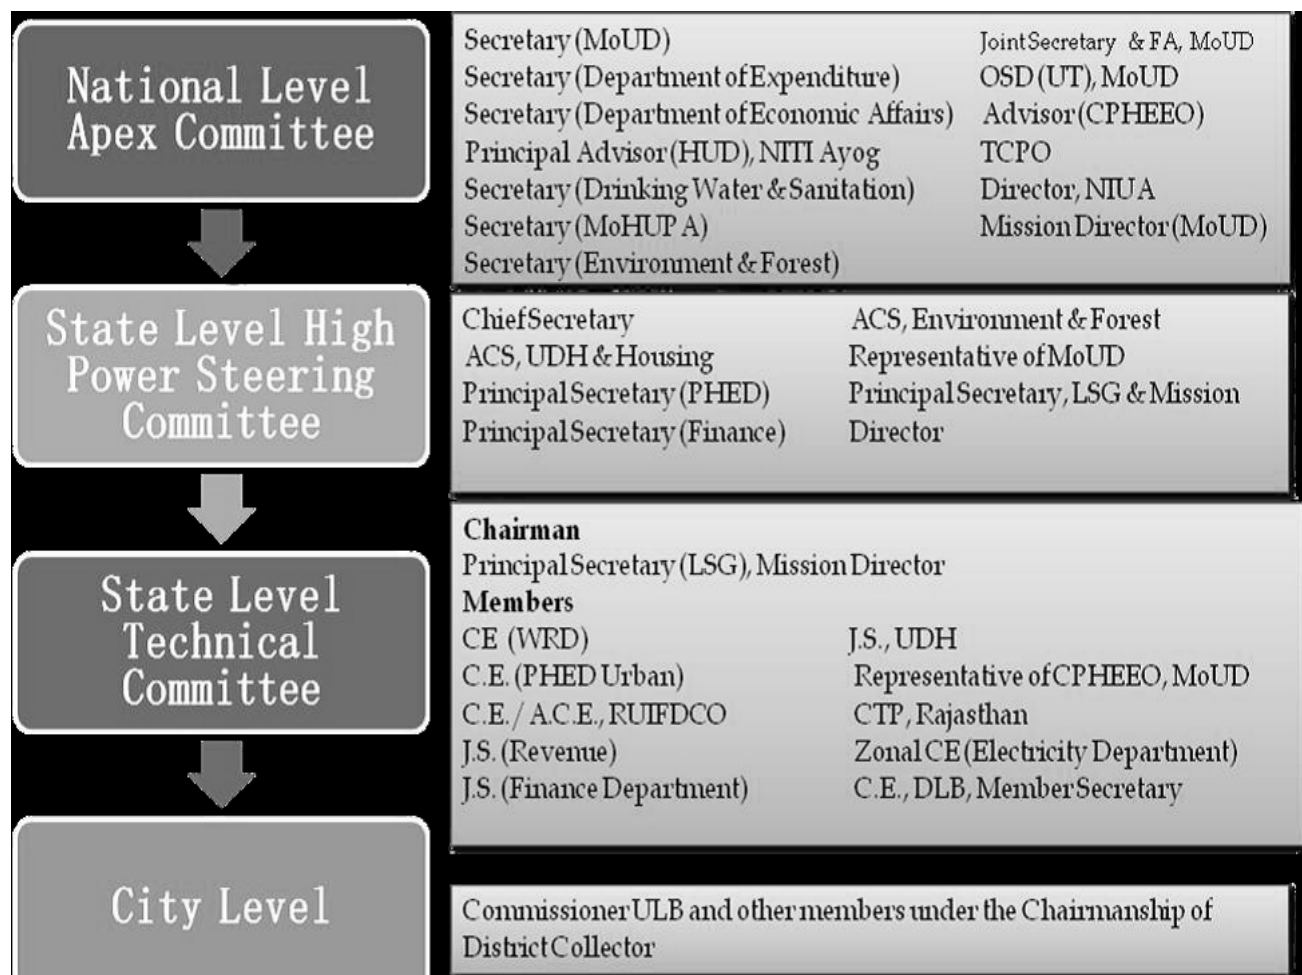 National Level
Apex Committee
Secretary (MoUD)
Secretary (Department of Expenditure)
Secretary (Department of Economic Affairs)
Principal Advisor (HUD), NITI Ayog
Secretary (Drinking Water & Sanitation)
Secretary (MoHUP A)
Secretary (Environment & Forest)
Joint Secretary & FA, MoUD
OSD (UT), MoUD
Advisor (CPHEEO)
TCPO
Director, NIUA
Mission Director (MoUD)
State Level High
Power Steering
Committee
Chief Secretary
ACS, UDH & Housing
Principal Secretary (PHED)
Principal Secretary (Finance)
ACS, Environment & Forest
Representative of MoUD
Principal Secretary, LSG & Mission
Director
State Level
Technical
Committee
Chairman
Principal Secretary (LSG), Mission Director
Members
CE (WRD)
C.E. (PHED Urban)
C.E./ A.C.E., RUIFDCO
J.S. (Revenue)
J.S. (Finance Department)
J.S., UDH
Representative of CPHEEO, MoUD
CTP, Rajasthan
Zonal CE (Electricity Department)
C.E., DLB, Member Secretary
City Level
Commissioner ULB and other members under the Chairmanship of
District Collector